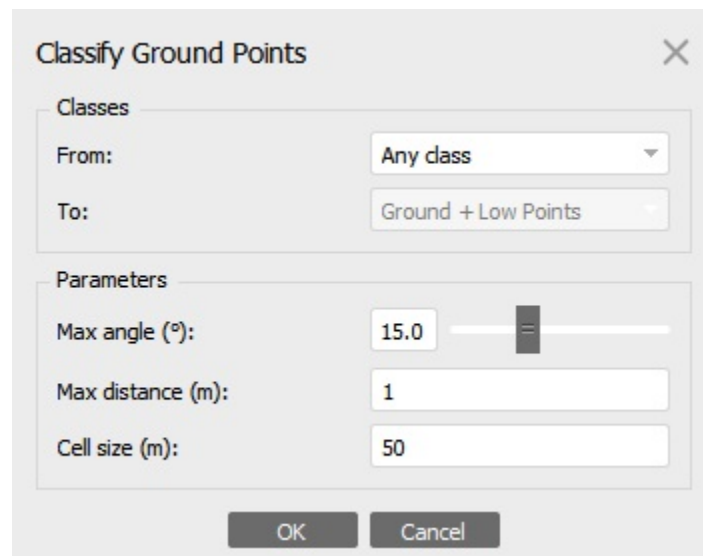 Classify Ground Points
Classes
From: Any class
To: Ground + Low Points
Parameters
Max angle (°): 15.0
Max distance (m): 1
Cell size (m): 50
OK Cancel